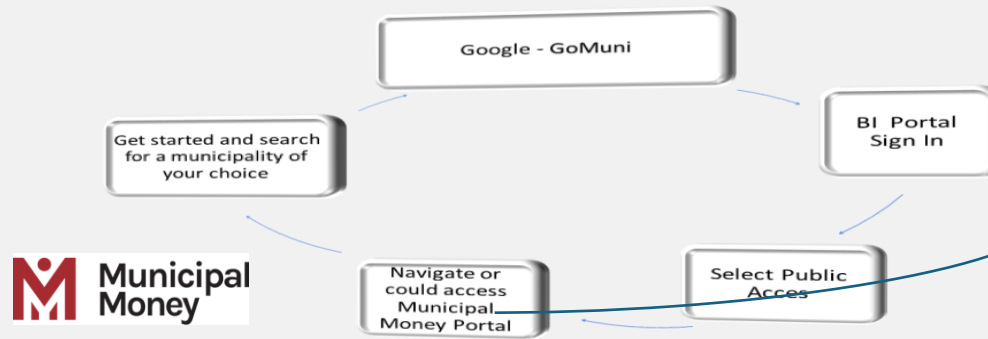 Google - GoMuni
BI Portal
Sign In
Select Public
Acces
Navigate or
could access
Municipal
Money Portal
Get started and search
for a municipality of
your choice
Municipal
Money